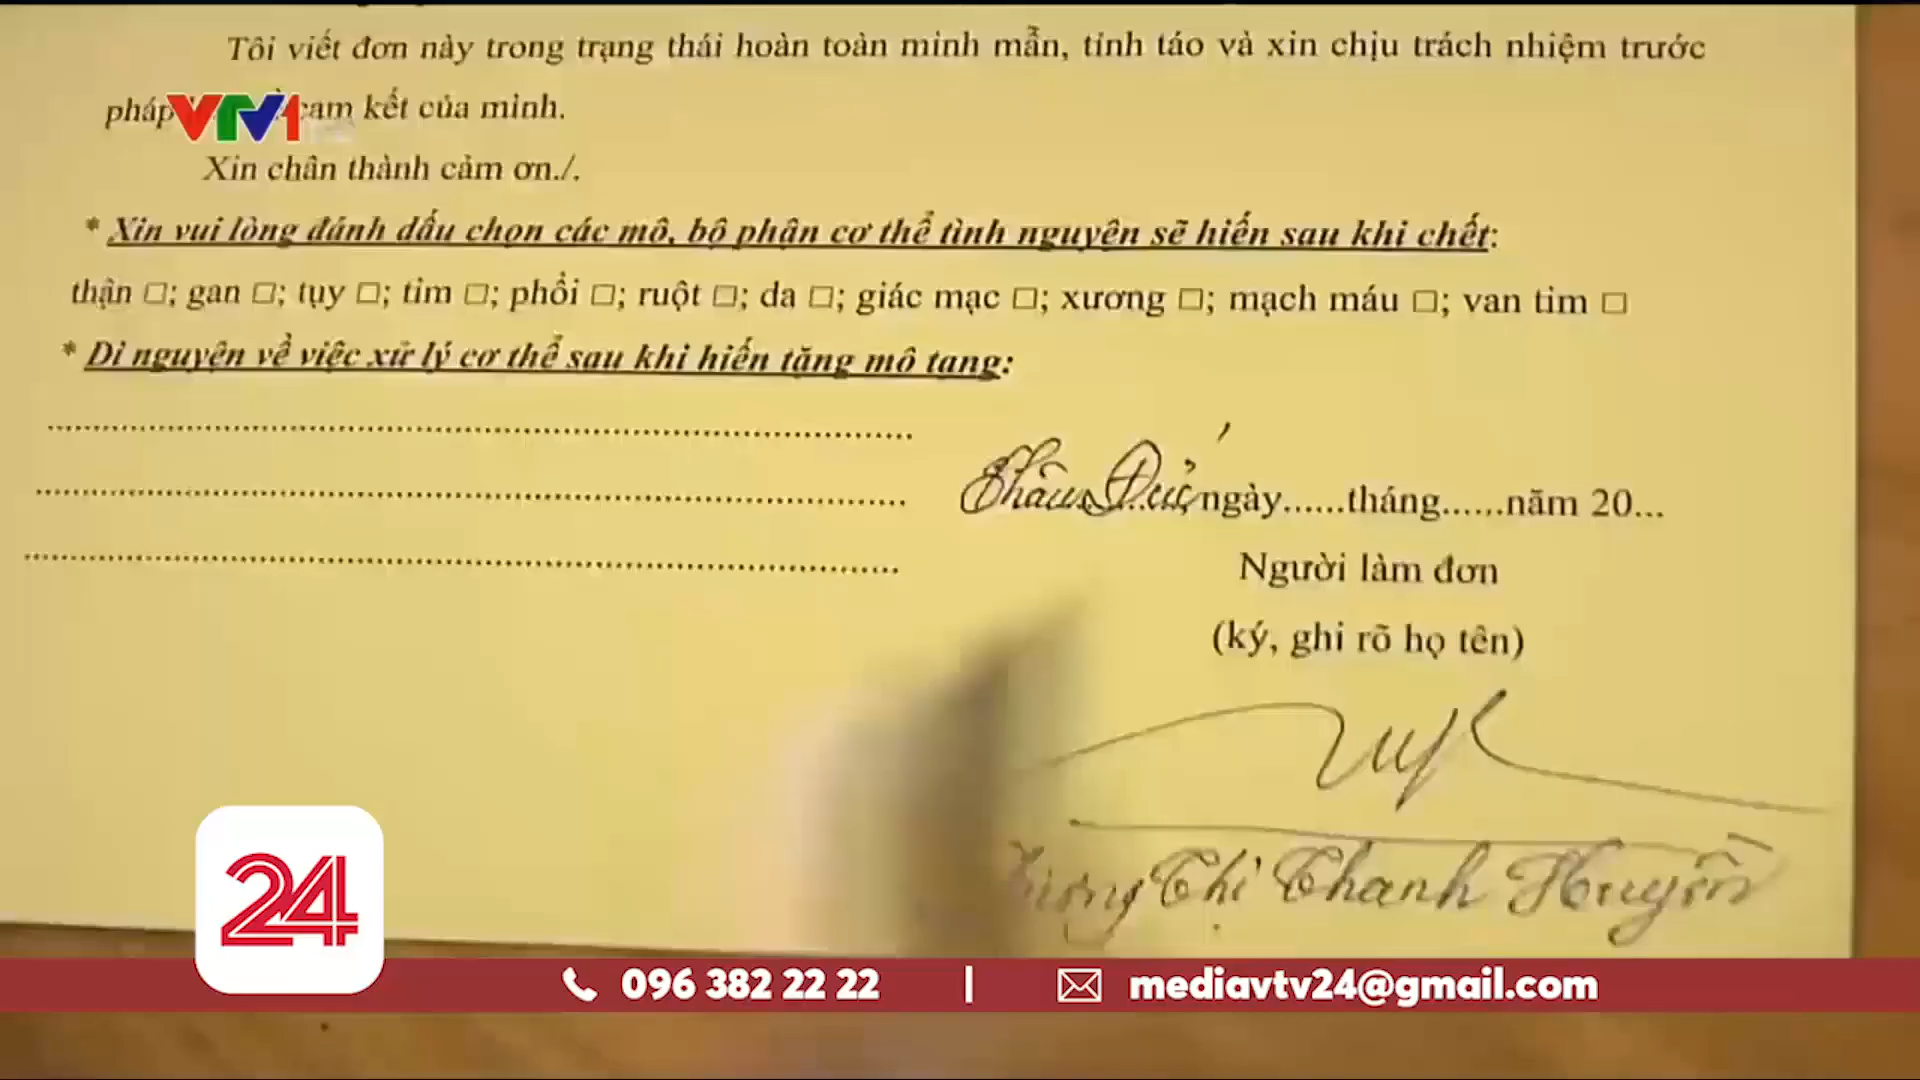 Tôi viết đơn này trong trạng thái hoàn toàn minh mẫn, tỉnh táo và xin chịu trách nhiệm trước
pháp cam kết của mình.
VTV1
Xin chân thành cảm ơn./.
* Xin vui lòng đánh dấu chọn các mô, bộ phận cơ thể tình nguyện sẽ hiến sau khi chết:
thận □; gan □; tụy □; tim □; phổi □; ruột □; da □; giác mạc □; xương □; mạch máu □; van tim □
* Di nguyện về việc xử lý cơ thể sau khi hiến tặng mô tạng:
ngày......tháng......năm 20...
Người làm đơn
(ký, ghi rõ họ tên)
Thị Thanh Huyền
24
096 382 22 22 | mediavtv24@gmail.com